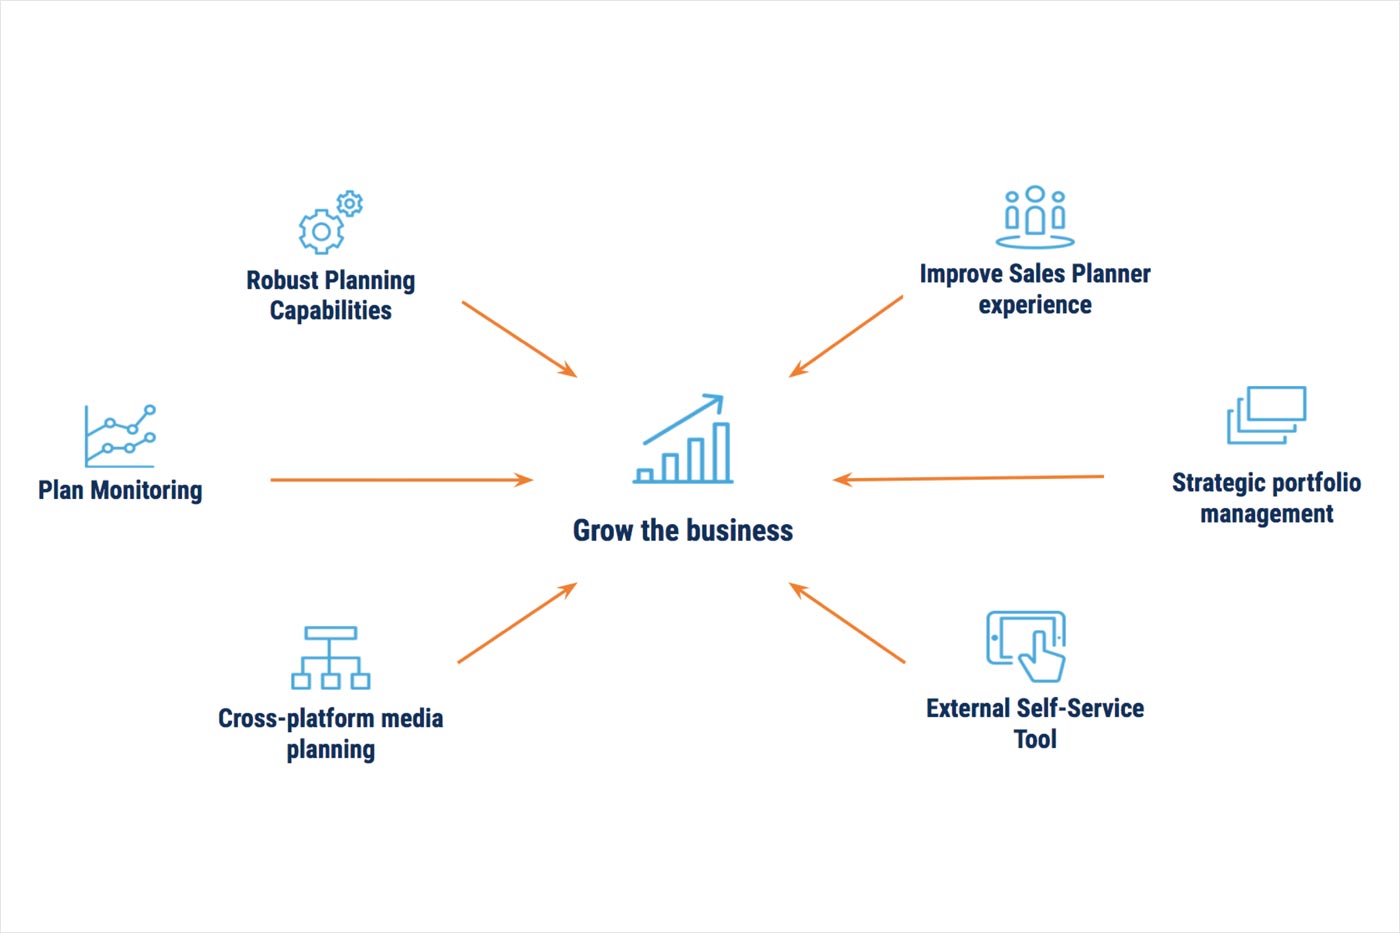 Robust Planning
Capabilities
Improve Sales Planner
experience
Plan Monitoring
Grow the business
Strategic portfolio
management
Cross-platform media
planning
External Self-Service
Tool